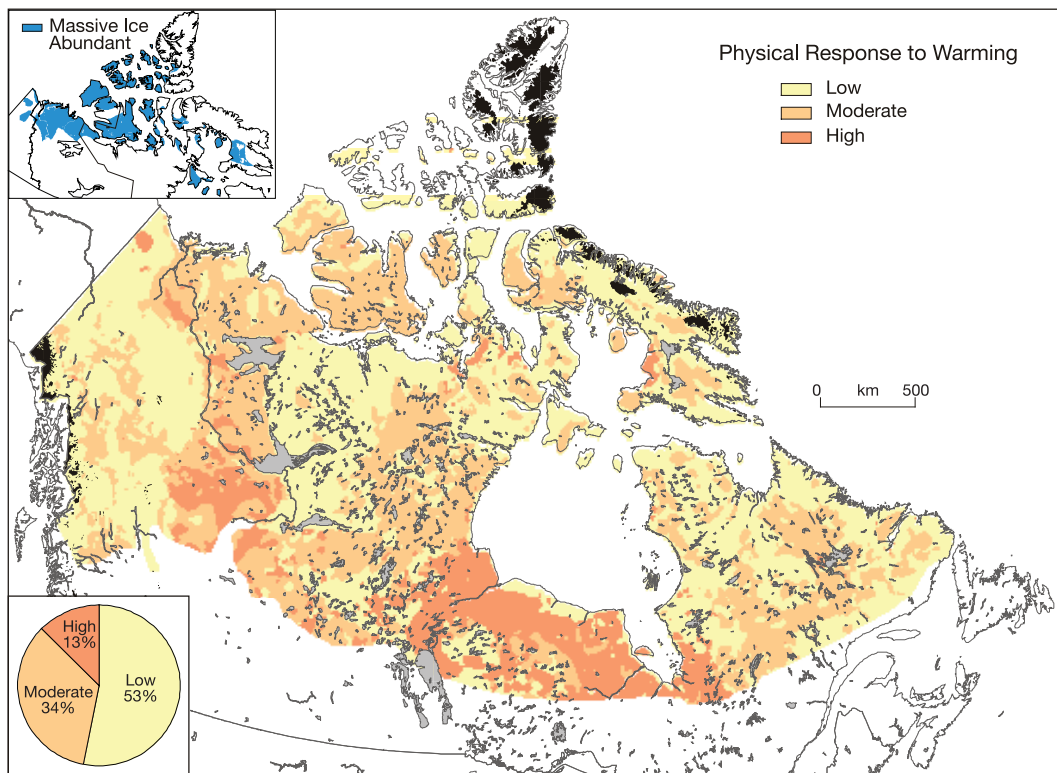 Massive Ice
Abundant
Physical Response to Warming
Low
Moderate
High
0 km 500
High
13%
Low
53%
Moderate
34%